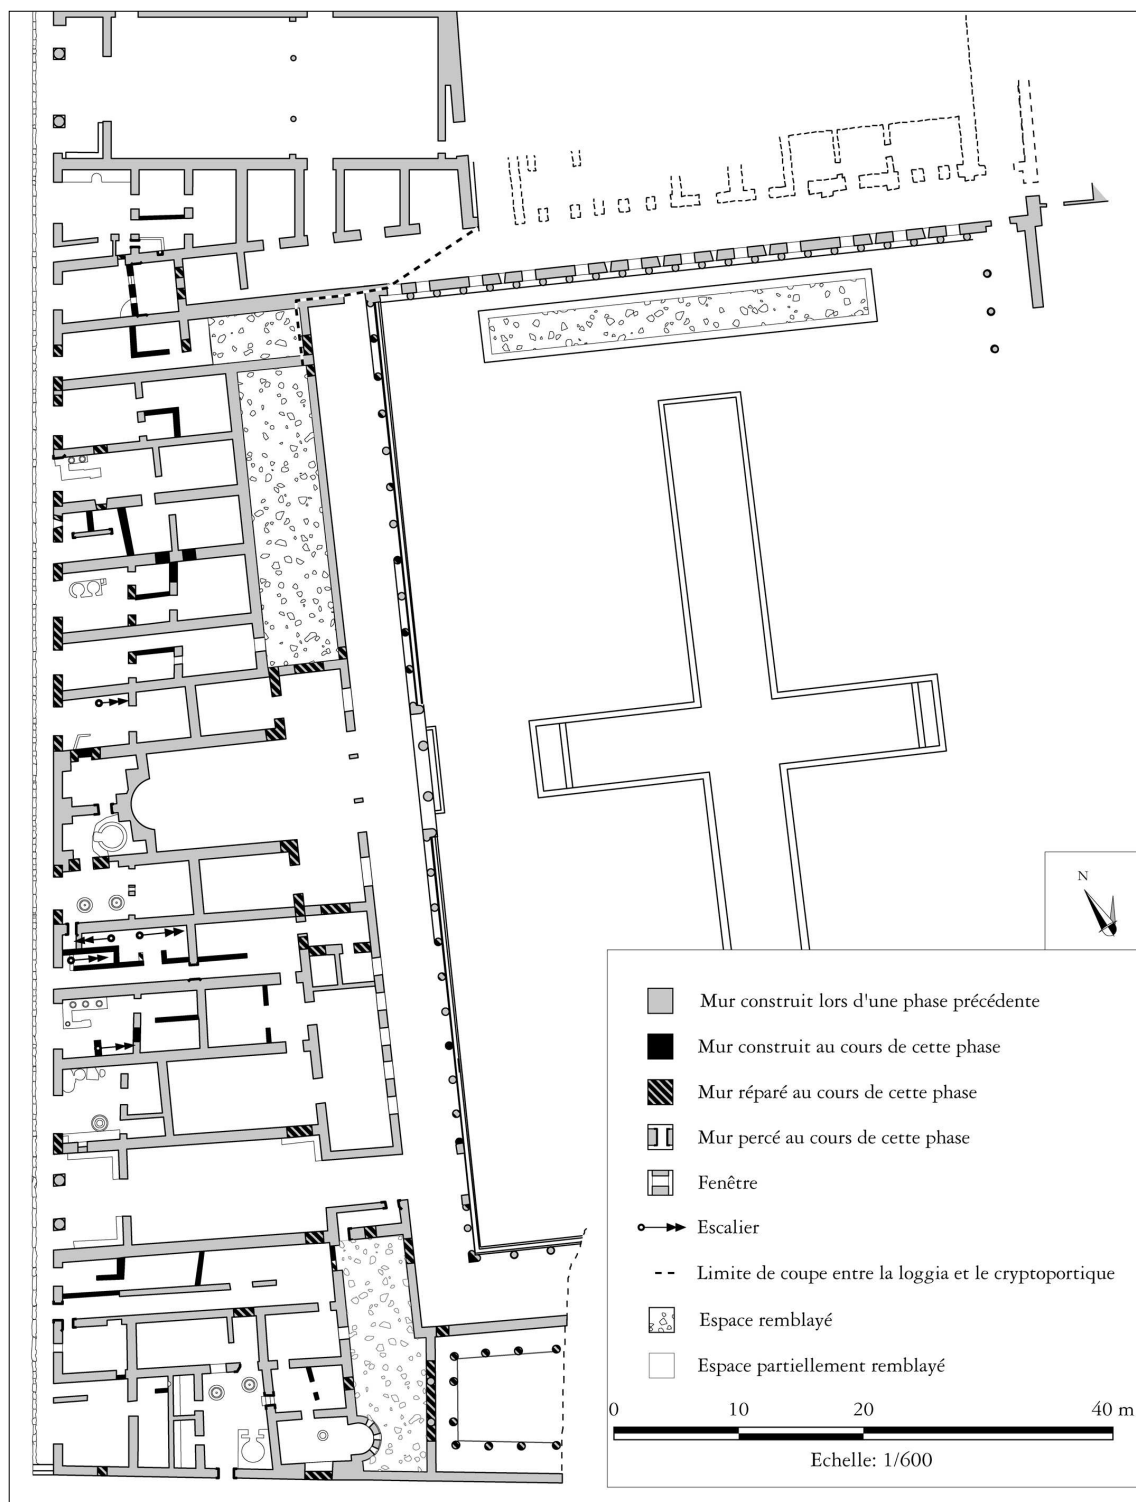 N
Mur construit lors d'une phase précédente
Mur construit au cours de cette phase
Mur réparé au cours de cette phase
Mur percé au cours de cette phase
Fenêtre
Escalier
Limite de coupe entre la loggia et le cryptoportique
Espace remblayé
Espace partiellement remblayé
0 10 20 40 m
Echelle: 1/600